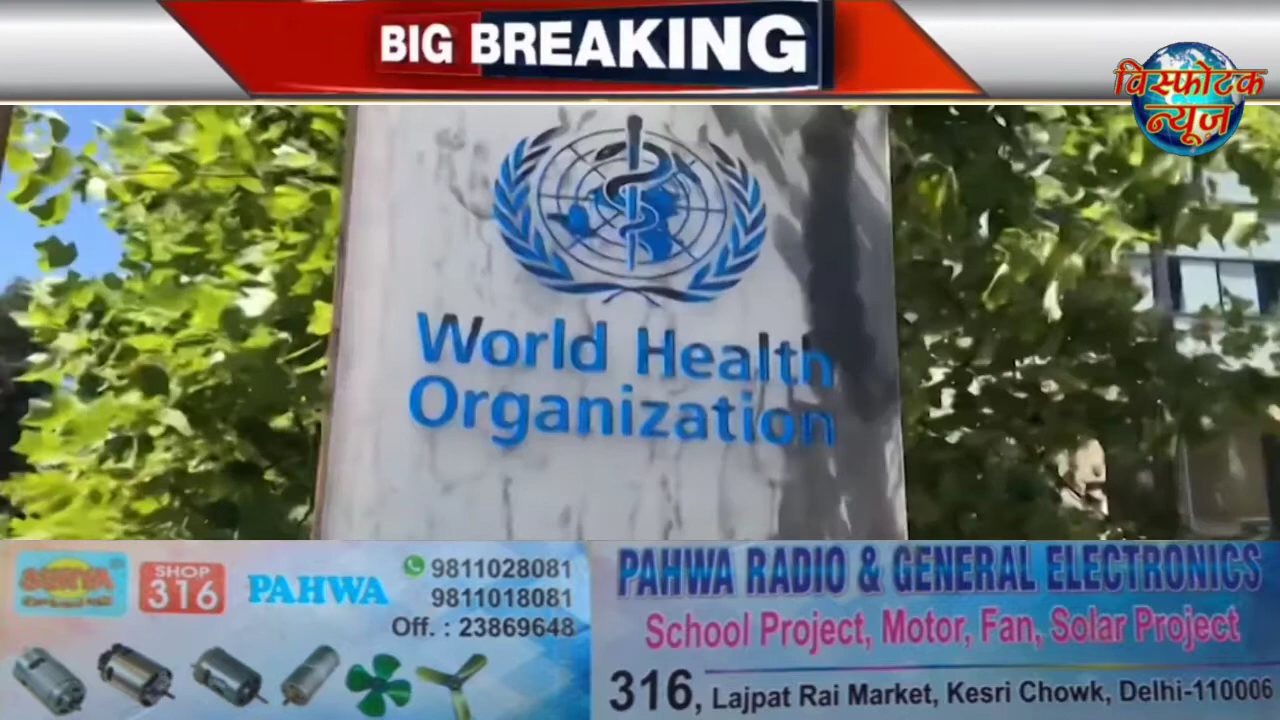 BIG BREAKING
विस्फोटक
न्यूज़
World Health
Organization
SHOP
316
PAHWA
9811028081
9811018081
Off. : 23869648
PAHWA RADIO & GENERAL ELECTRONICS
School Project, Motor, Fan, Solar Project
316, Lajpat Rai Market, Kesri Chowk, Delhi-110006